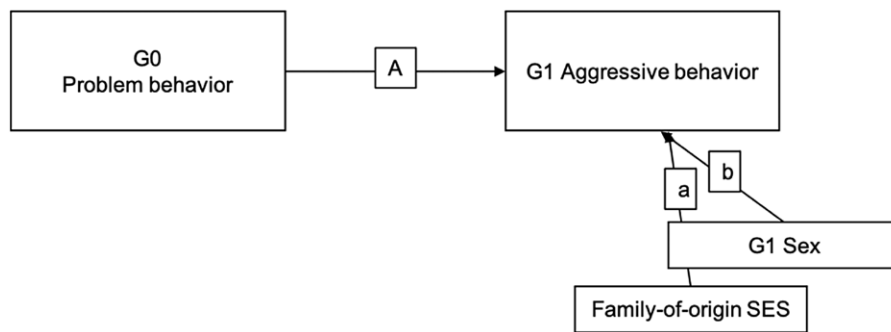 G0
Problem behavior
A
G1 Aggressive behavior
a
b
G1 Sex
Family-of-origin SES